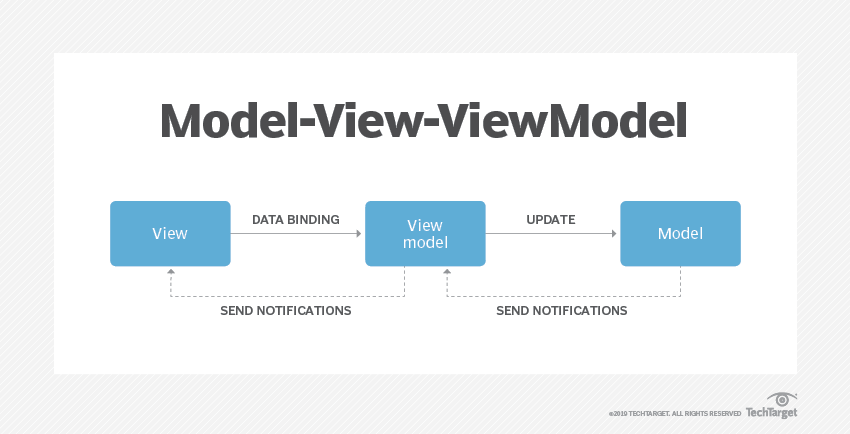 Model-View-ViewModel
View
DATA BINDING
View
model
UPDATE
Model
SEND NOTIFICATIONS
SEND NOTIFICATIONS
©2019 TECHTARGET. ALL RIGHTS RESERVED
TechTarget